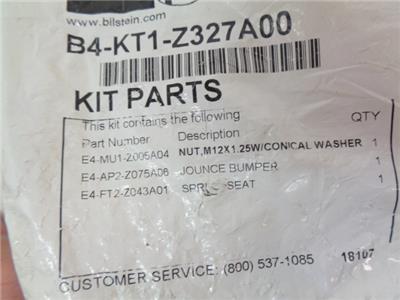 www.bilstein.com
B4-KT1-Z327A00
KIT PARTS
This kit contains the following
Part Number Description QTY
E4-MU1-Z005A04 NUT,M12X1.25W/CONICAL WASHER 1
E4-AP2-Z075A06 JOUNCE BUMPER 1
E4-FT2-Z043A01 SEAT 1
CUSTOMER SERVICE: (800) 537-1085 18107